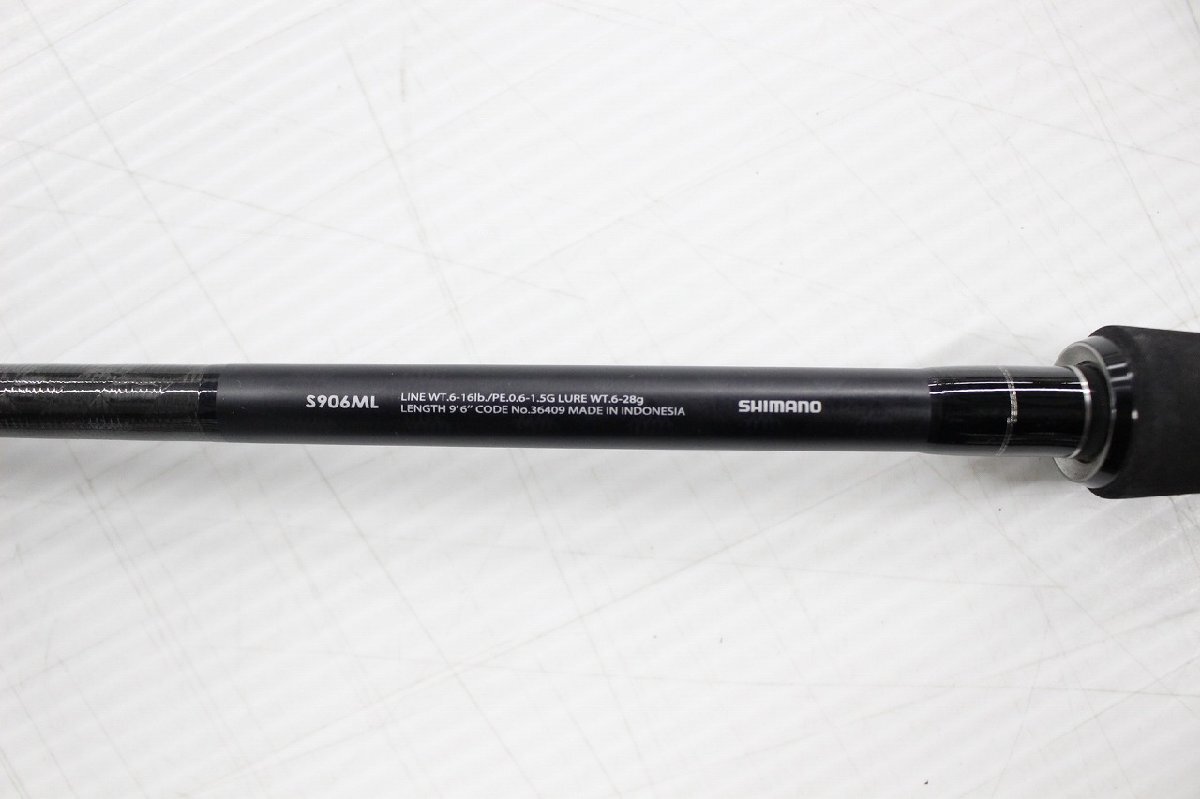 S906ML
LINE WT.6-16lb./PE.0.6-1.5G LURE WT.6-28g
LENGTH 9'6" CODE No.36409 MADE IN INDONESIA
SHIMANO